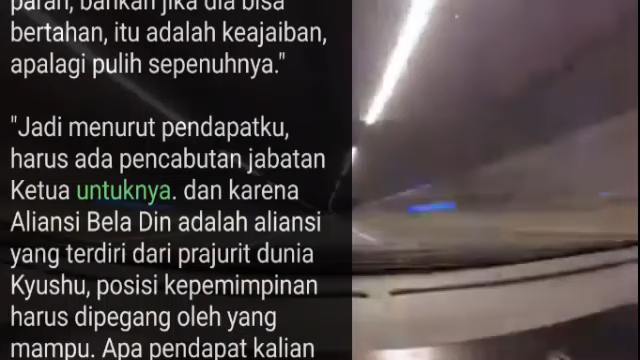 parah, bahkan jika dia bisa
bertahan, itu adalah keajaiban,
apalagi pulih sepenuhnya."
"Jadi menurut pendapatku,
harus ada pencabutan jabatan
Ketua untuknya. dan karena
Aliansi Bela Din adalah aliansi
yang terdiri dari prajurit dunia
Kyushu, posisi kepemimpinan
harus dipegang oleh yang
mampu. Apa pendapat kalian